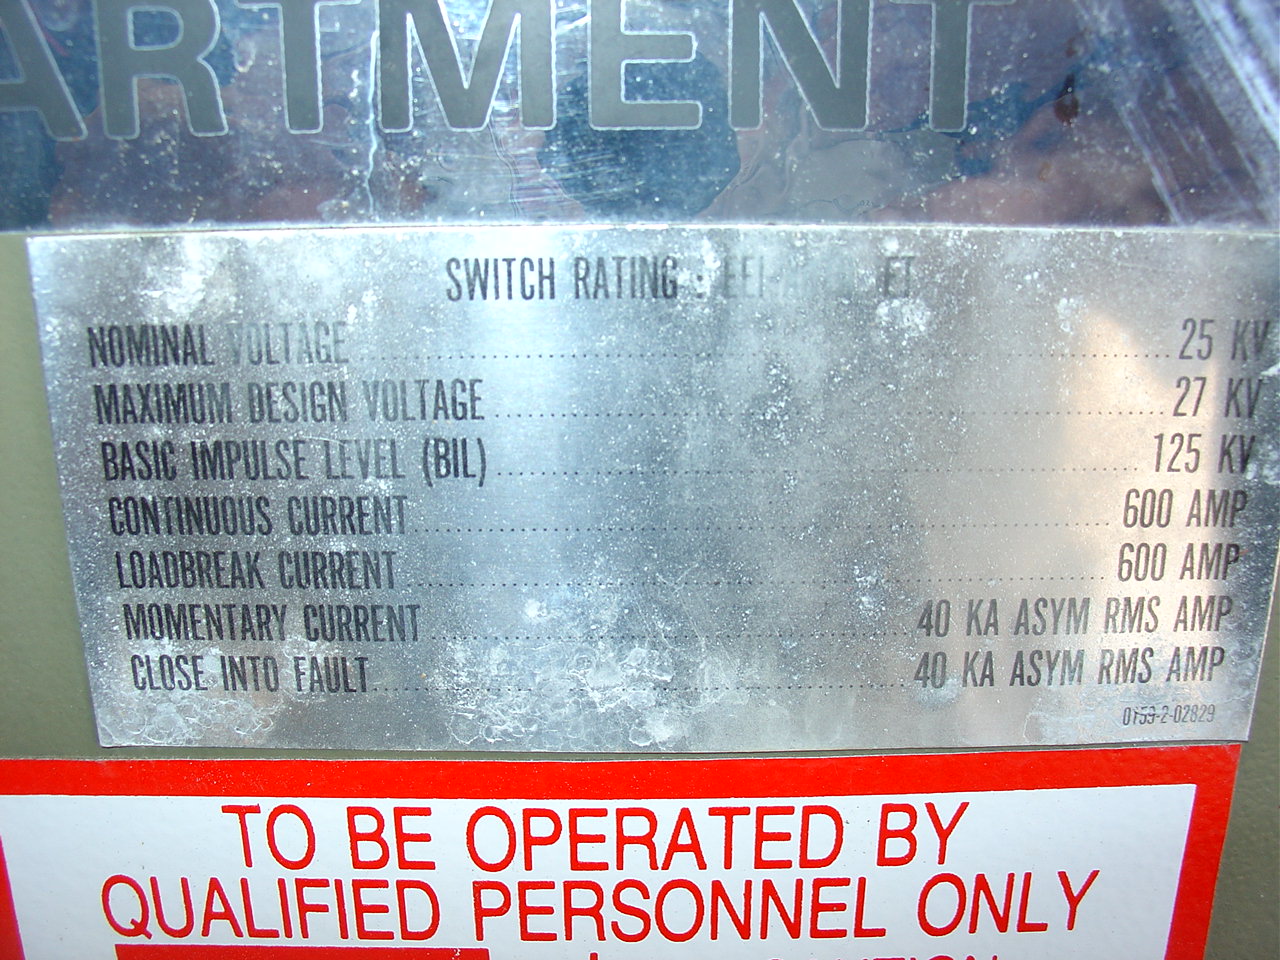 ARTMENT
SWITCH RATING
NOMINAL VOLTAGE 25 KV
MAXIMUM DESIGN VOLTAGE 27 KV
BASIC IMPULSE LEVEL (BIL) 125 KV
CONTINUOUS CURRENT 600 AMP
LOADBREAK CURRENT 600 AMP
MOMENTARY CURRENT 40 KA ASYM RMS AMP
CLOSE INTO FAULT 40 KA ASYM RMS AMP
0159-2-02829
TO BE OPERATED BY
QUALIFIED PERSONNEL ONLY